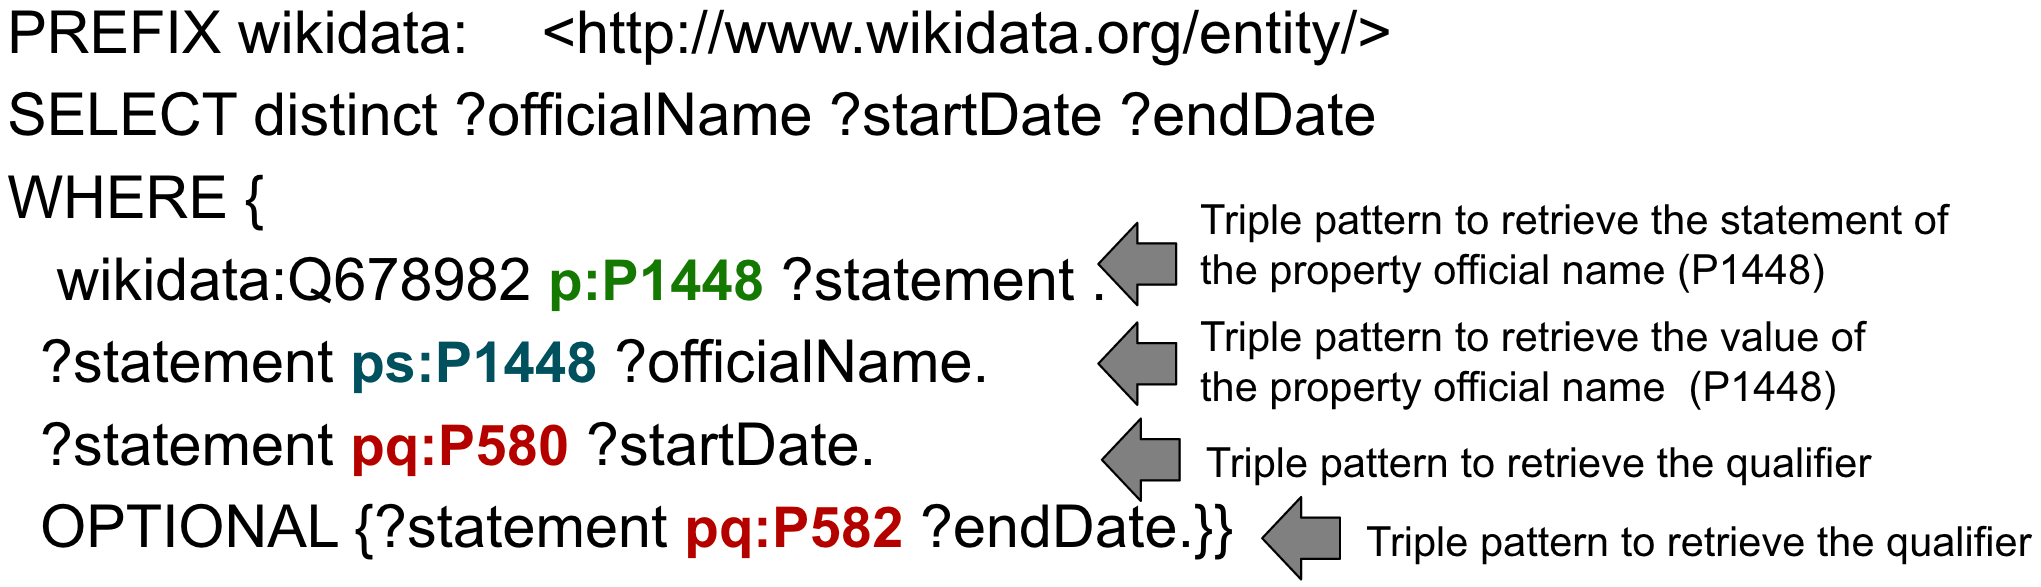 PREFIX wikidata: <http://www.wikidata.org/entity/>
SELECT distinct ?officialName ?startDate ?endDate
WHERE {
wikidata:Q678982 p:P1448 ?statement .
Triple pattern to retrieve the statement of
the property official name (P1448)
?statement ps:P1448 ?officialName.
Triple pattern to retrieve the value of
the property official name (P1448)
?statement pq:P580 ?startDate.
Triple pattern to retrieve the qualifier
OPTIONAL {?statement pq:P582 ?endDate.}}
Triple pattern to retrieve the qualifier